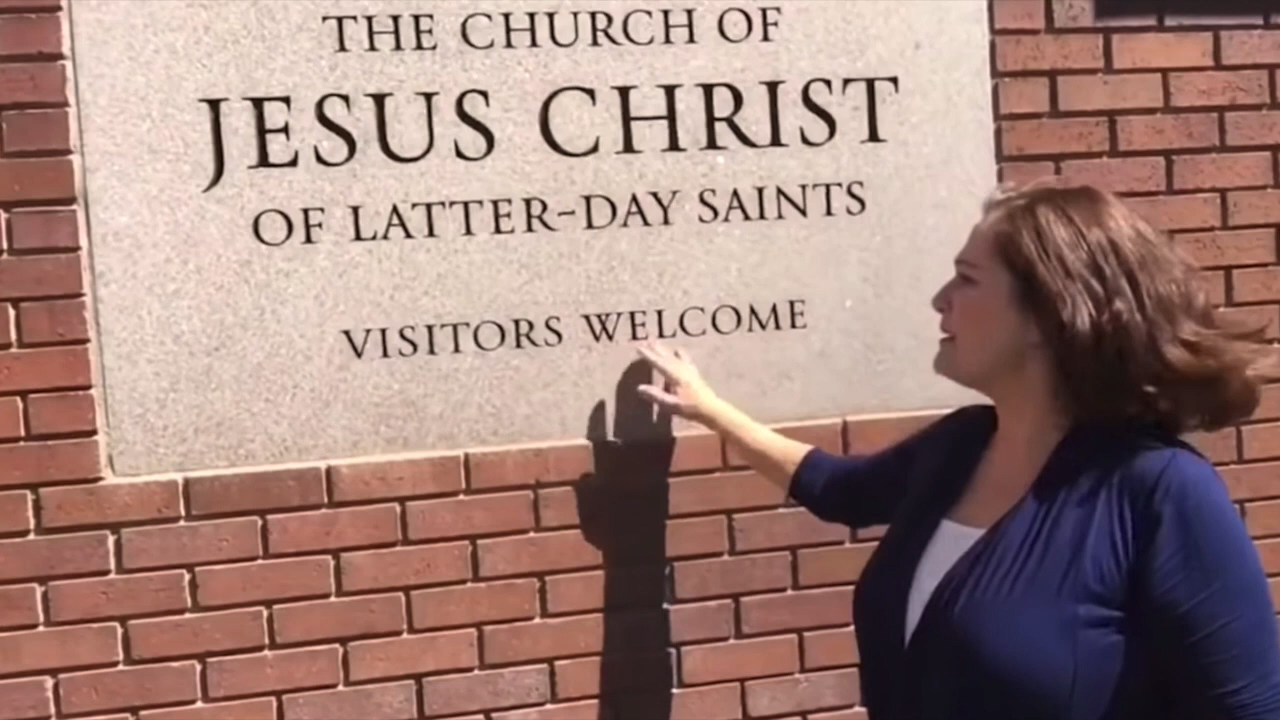 THE CHURCH OF
JESUS CHRIST
OF LATTER-DAY SAINTS
VISITORS WELCOME